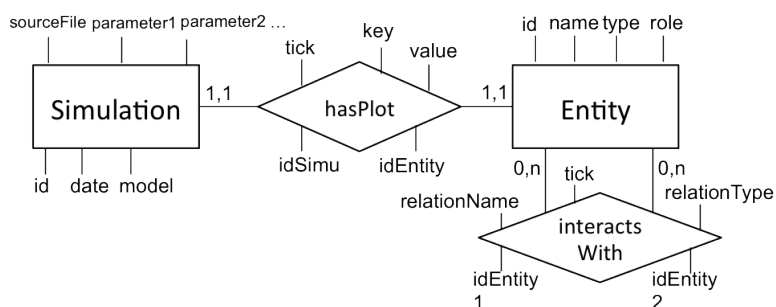 sourceFile parameter1 parameter2 ...
key
id name type role
tick
value
Simulation
1,1
hasPlot
1,1
Entity
idSimu
idEntity
id date model
0,n
tick
0,n
relationName
relationType
interacts
With
idEntity
1
idEntity
2